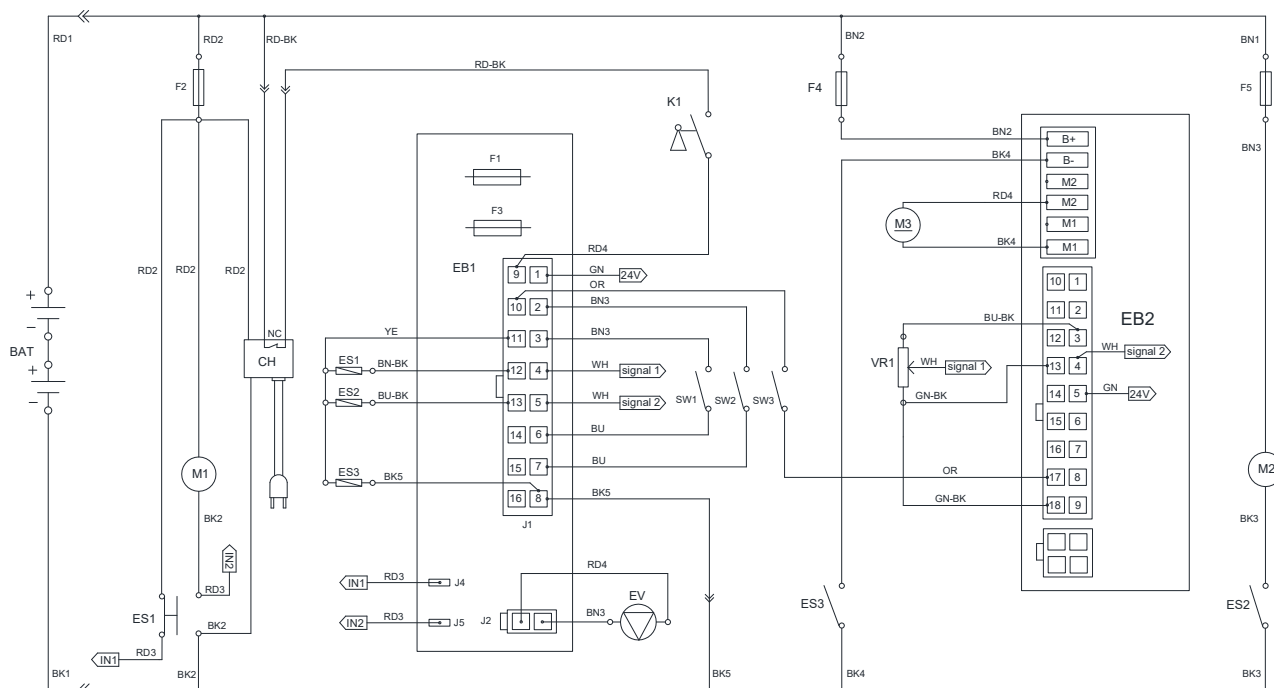 RD1
RD2
RD-BK
BN2
BN1
RD-BK
F2
K1
F4
F5
BN2
B+
BK4
B-
M2
RD4
M2
M3
M1
BK4
M1
BN3
F1
F3
RD2
RD2
RD2
RD4
EB1
9 1
GN
24V
OR
10 2
BN3
YE
11 3
BN3
ES1
BN-BK
12 4
WH
signal 1
ES2
BU-BK
13 5
WH
signal 2
SW1
SW2
SW3
14 6
BU
15 7
BU
ES3
BK5
16 8
BK5
J1
10 1
11 2
EB2
BU-BK
12 3
WH
signal 2
VR1
WH
signal 1
13 4
GN-BK
14 5
GN
24V
15 6
16 7
OR
17 8
GN-BK
18 9
+
−
BAT
+
−
NC
CH
M1
M2
BK2
BK3
IN2
RD3
ES1
BK2
RD3
IN1
IN1
RD3
J4
IN2
RD3
J5
RD4
J2
BN3
EV
ES3
ES2
BK1
BK2
BK5
BK4
BK3